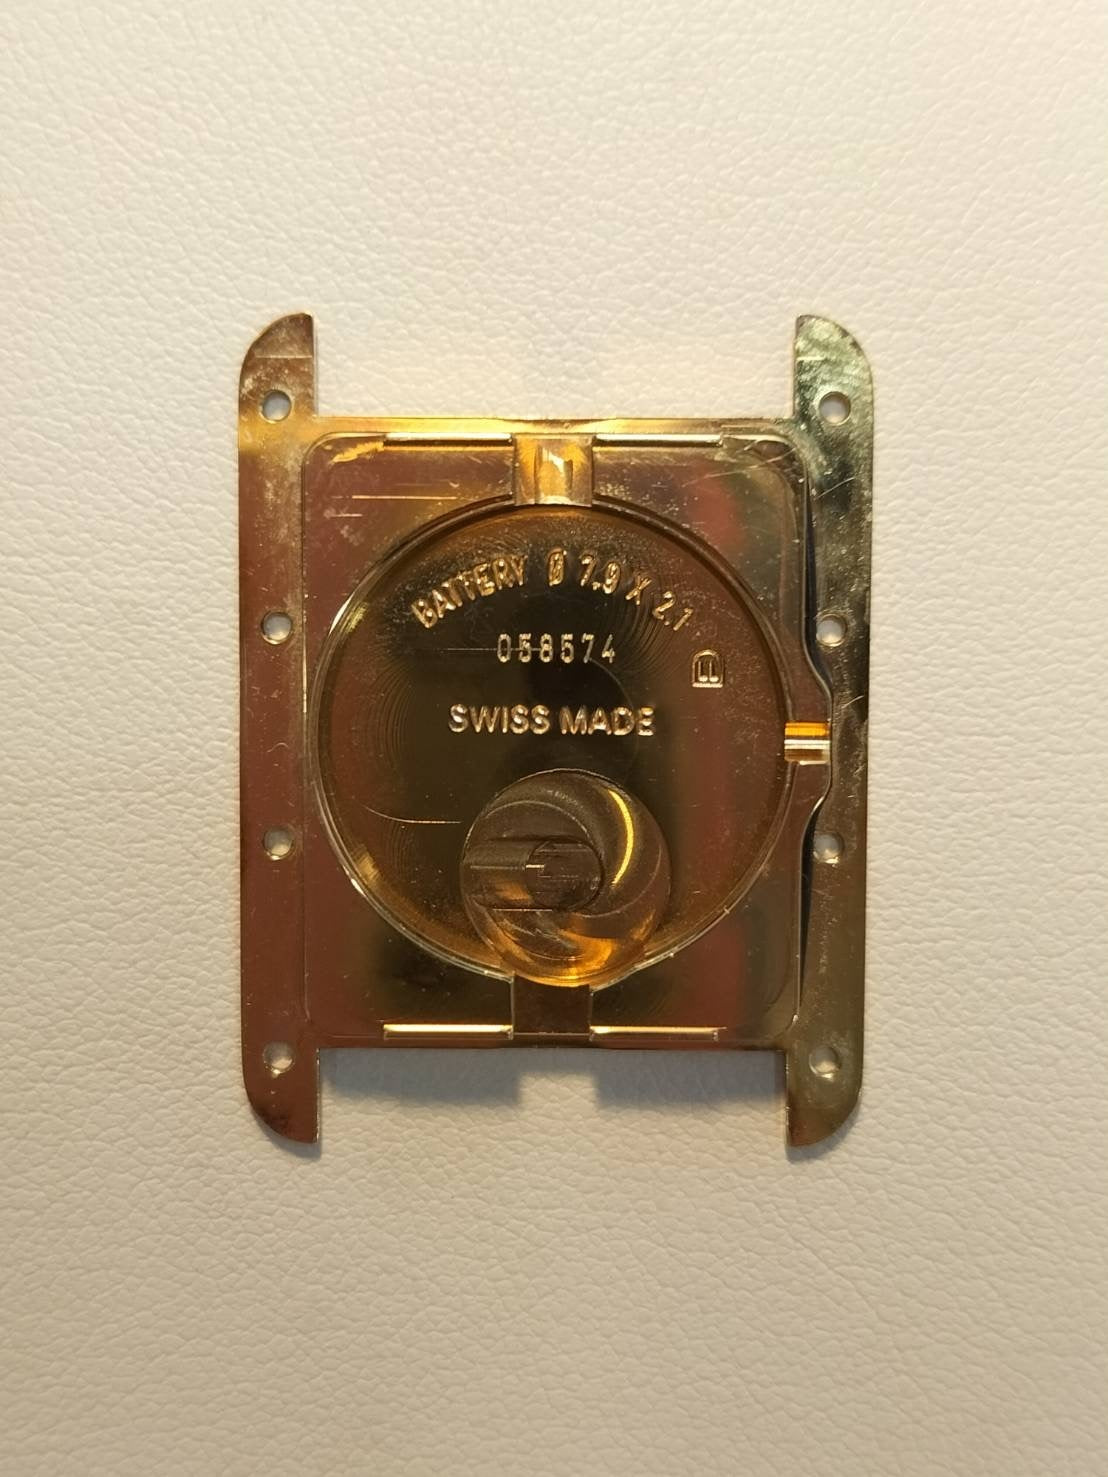 BATTERY Ø 7.9 X 2.1
058574
SWISS MADE